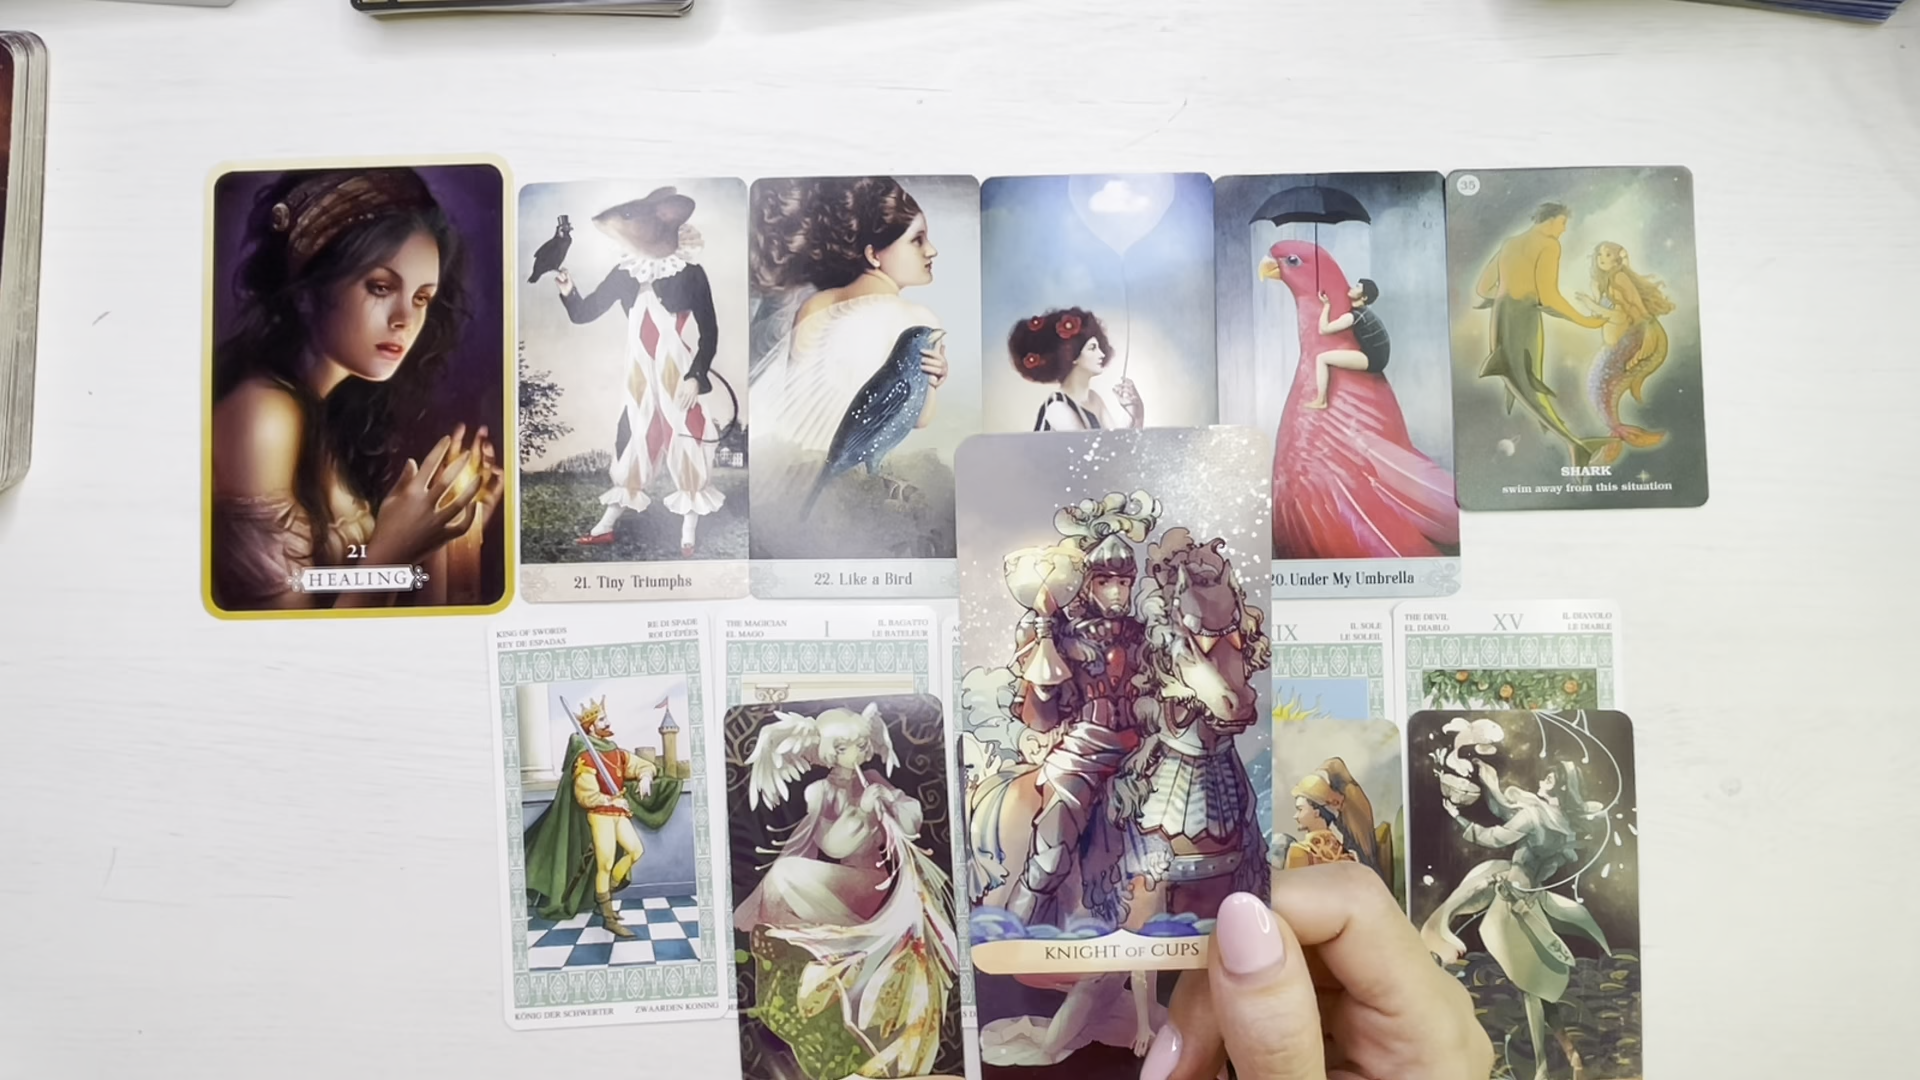 35
SHARK
swim away from this situation
21
HEALING
21. Tiny Triumphs
22. Like a Bird
20. Under My Umbrella
KING OF SWORDS
REY DE ESPADAS
RE DI SPADE
ROI D'ÉPÉES
THE MAGICIAN
EL MAGO
I
IL BAGATTO
LE BATELEUR
XIX
IL SOLE
LE SOLEIL
THE DEVIL
EL DIABLO
XV
IL DIAVOLO
LE DIABLE
KNIGHT OF CUPS
KÖNIG DER SCHWERTER
ZWAARDEN KONING